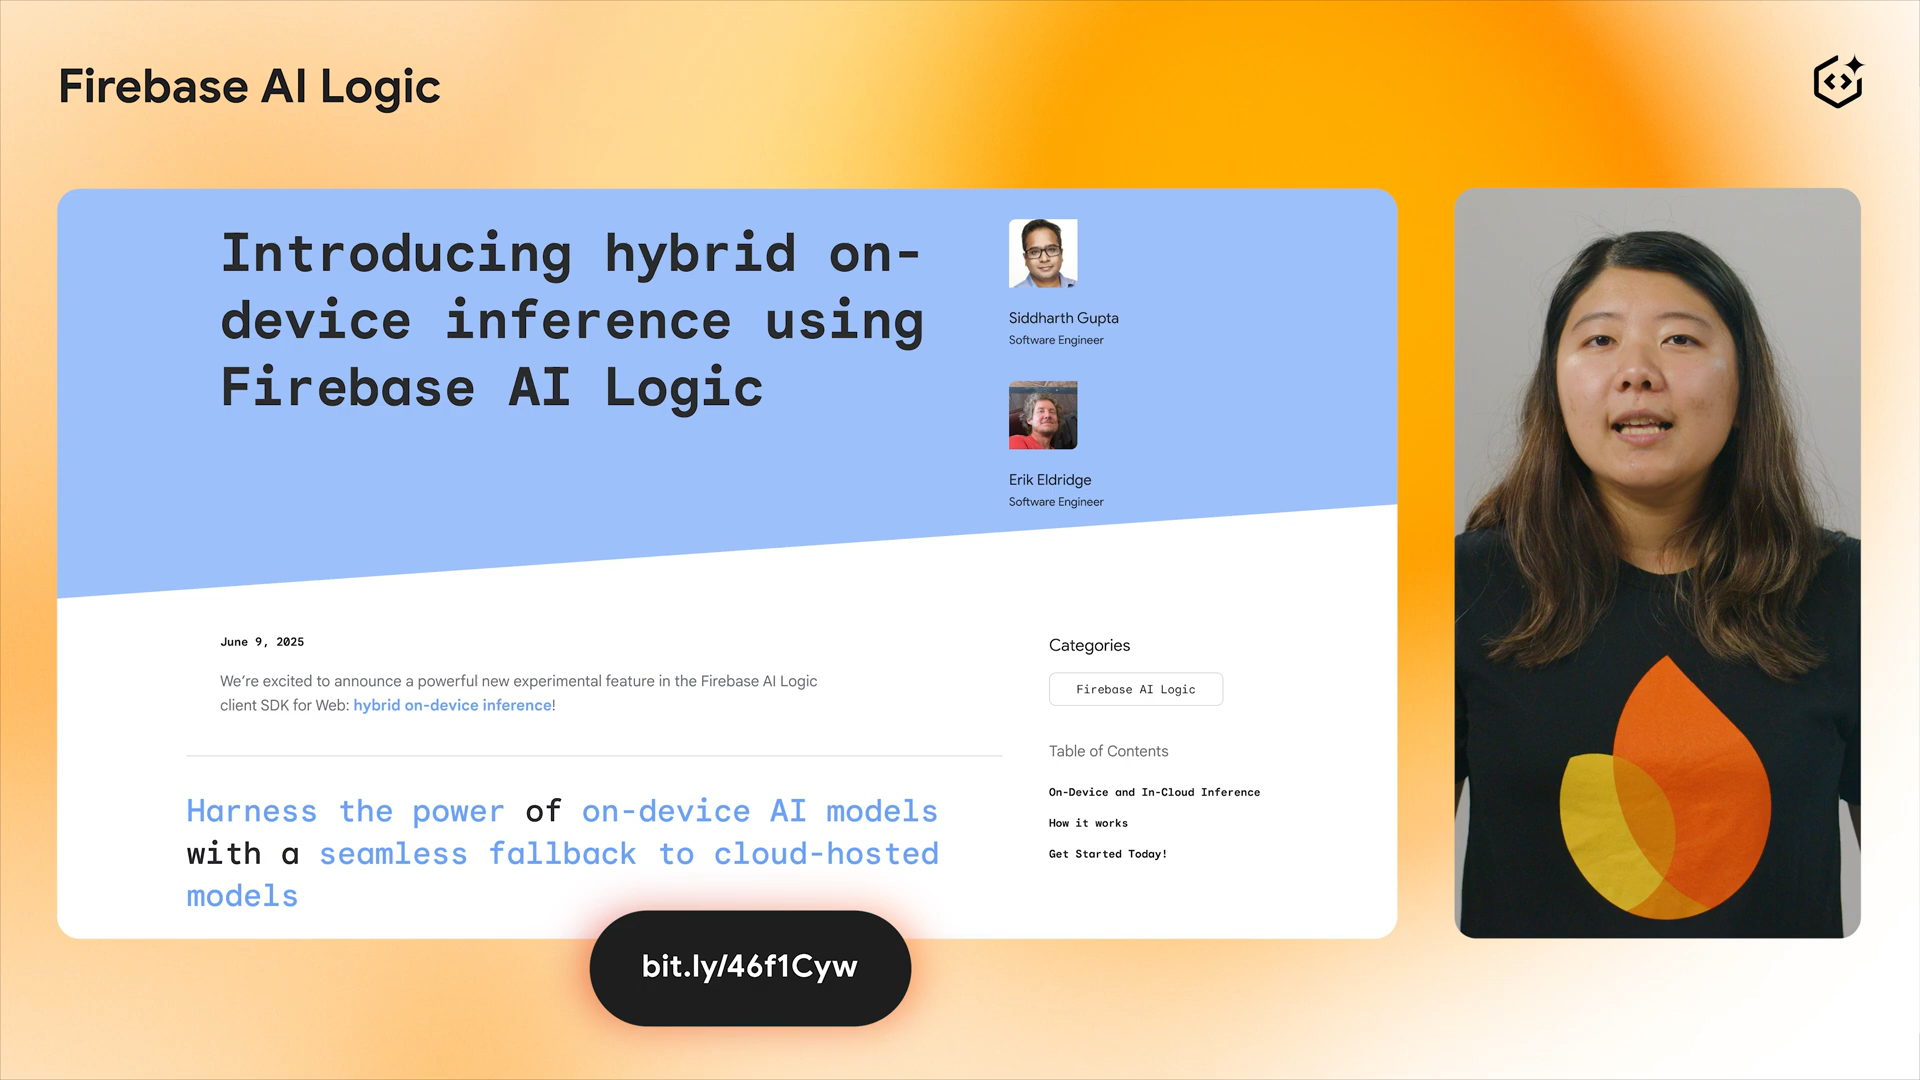 Firebase AI Logic
Introducing hybrid on-
device inference using
Firebase AI Logic
Siddharth Gupta
Software Engineer
Erik Eldridge
Software Engineer
June 9, 2025
We're excited to announce a powerful new experimental feature in the Firebase AI Logic
client SDK for Web: hybrid on-device inference!
Harness the power of on-device AI models
with a seamless fallback to cloud-hosted
models
Categories
Firebase AI Logic
Table of Contents
On-Device and In-Cloud Inference
How it works
Get Started Today!
bit.ly/46f1Cyw